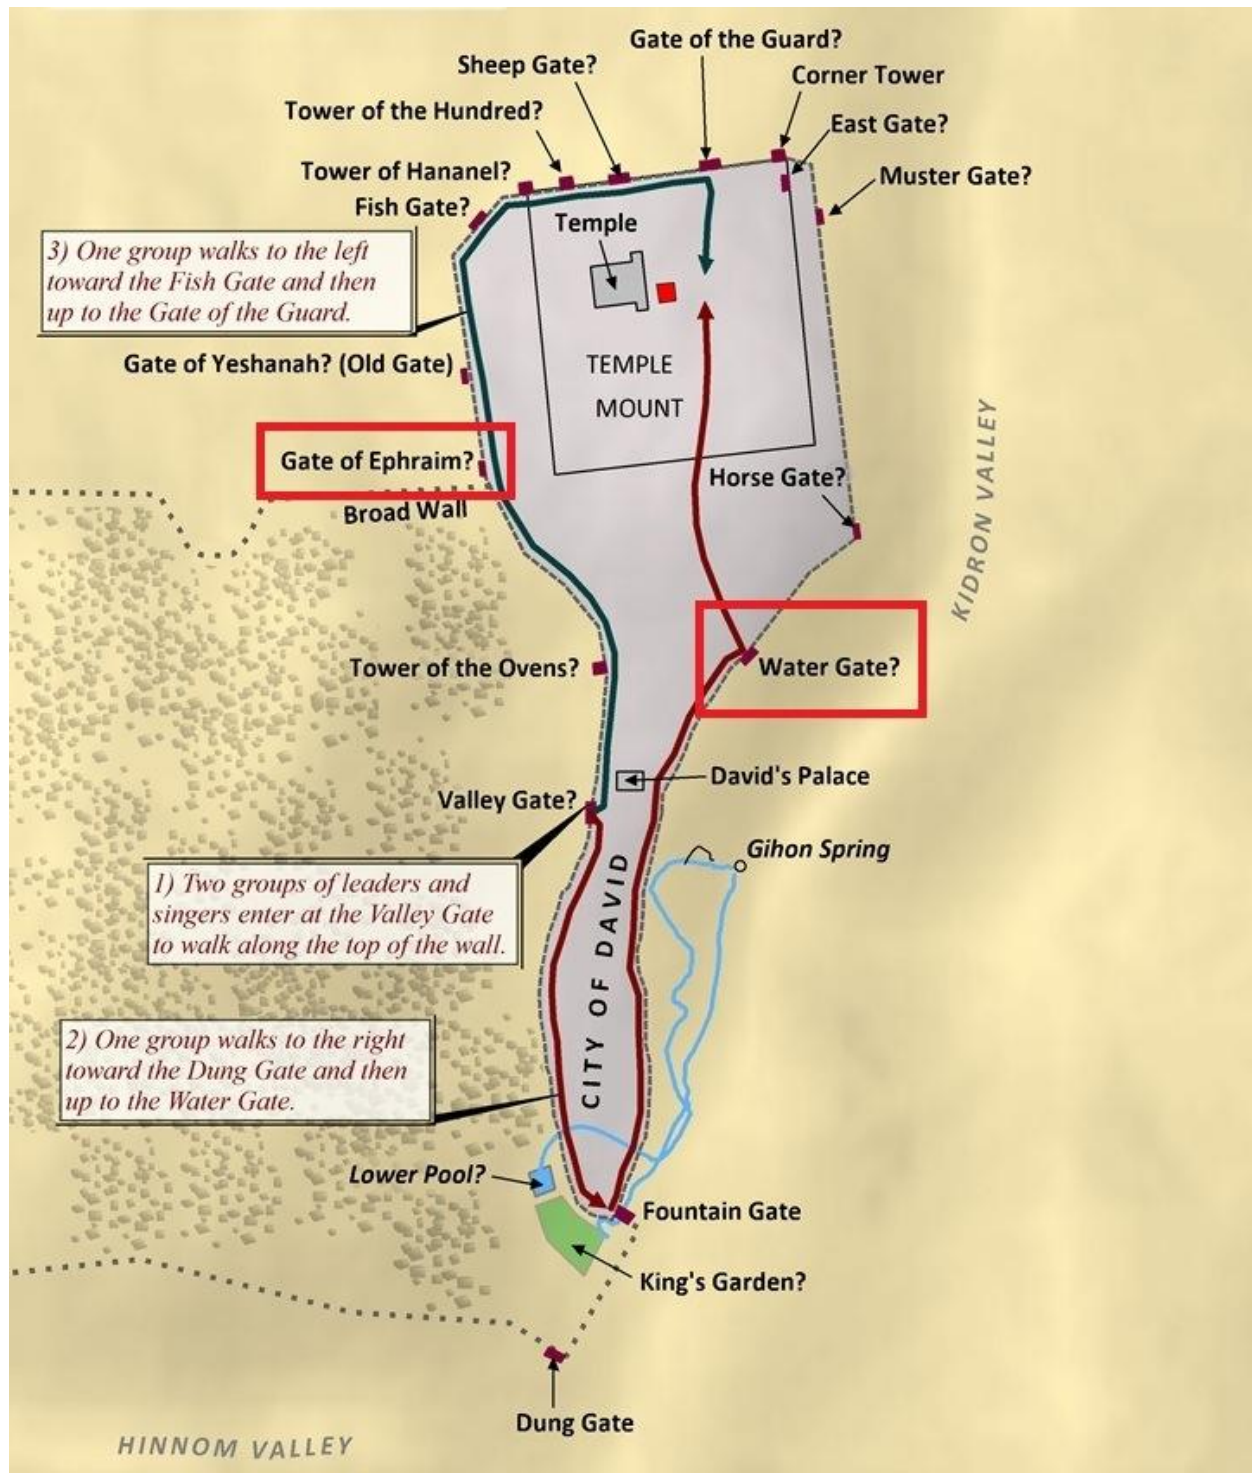 Gate of the Guard?
Sheep Gate?
Corner Tower
Tower of the Hundred?
East Gate?
Tower of Hananel?
Muster Gate?
Fish Gate?
Temple
3) One group walks to the left
toward the Fish Gate and then
up to the Gate of the Guard.
Gate of Yeshanah? (Old Gate)
TEMPLE
MOUNT
KIDRON VALLEY
Gate of Ephraim?
Horse Gate?
Broad Wall
Tower of the Ovens?
Water Gate?
David's Palace
Valley Gate?
Gihon Spring
1) Two groups of leaders and
singers enter at the Valley Gate
to walk along the top of the wall.
CITY OF DAVID
2) One group walks to the right
toward the Dung Gate and then
up to the Water Gate.
Lower Pool?
Fountain Gate
King's Garden?
Dung Gate
HINNOM VALLEY